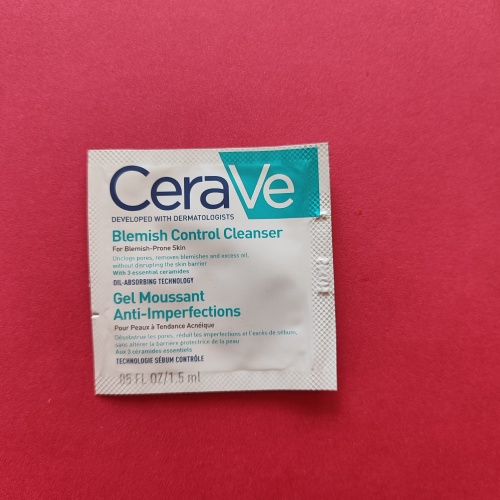 CeraVe
DEVELOPED WITH DERMATOLOGISTS
Blemish Control Cleanser
For Blemish-Prone Skin
Unclogs pores, removes blemishes and excess oil,
without disrupting the skin barrier
With 3 essential ceramides
OIL-ABSORBING TECHNOLOGY
Gel Moussant
Anti-Imperfections
Pour Peaux à Tendance Acnéique
Désobstrue les pores, réduit les imperfections et l'excès de sébum,
sans altérer la barrière protectrice de la peau
Aux 3 céramides essentiels
TECHNOLOGIE SÉBUM CONTRÔLE
.05 FL OZ/1.5 ml